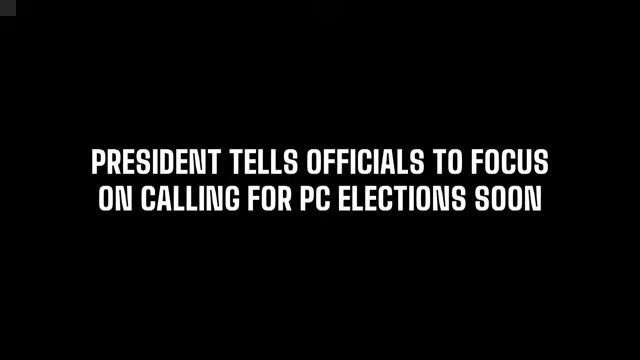 PRESIDENT TELLS OFFICIALS TO FOCUS
ON CALLING FOR PC ELECTIONS SOON